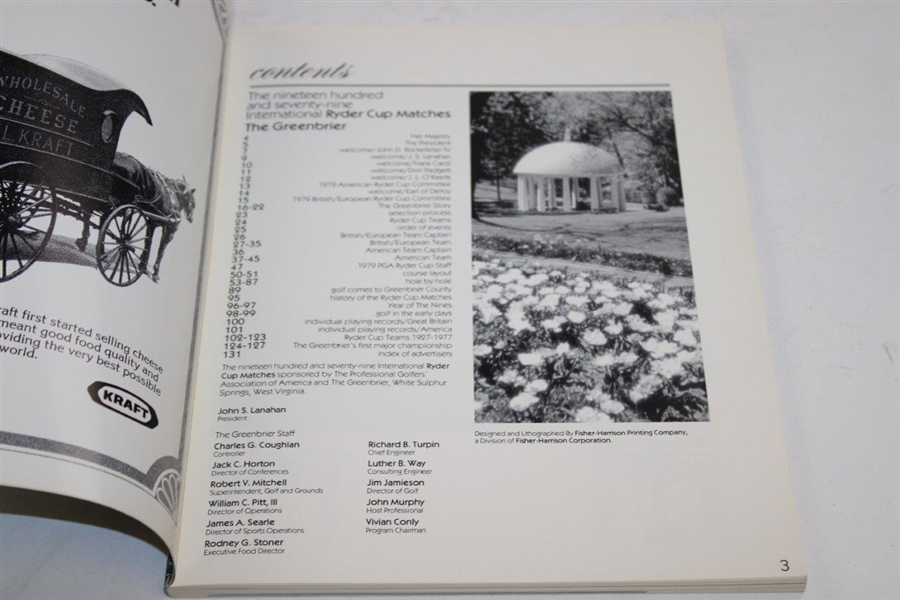 WHOLESALE
CHEESE
L. KRAFT
aft first started selling cheese
meant good food quality and
viding the very best possible
world.
KRAFT
contents
The nineteen hundred
and seventy-nine
International Ryder Cup Matches
The Greenbrier
4 Her Majesty
5 The President
7 welcome/John D. Rockefeller IV
9 welcome/J. S. Lanahan
10 welcome/Frank Cardi
11 welcome/Don Padgett
12 welcome/J. L. O'Keefe
13 1979 American Ryder Cup Committee
14 welcome/Earl of Derby
15 1979 British/European Ryder Cup Committee
16-22 The Greenbrier Story
23 selection process
24 Ryder Cup Teams
25 order of events
26 British/European Team Captain
27-35 British/European Team
36 American Team Captain
37-45 American Team
47 1979 PGA Ryder Cup Staff
50-51 course layout
53-87 hole by hole
89 golf comes to Greenbrier County
95 history of the Ryder Cup Matches
96-97 Year of The Nines
98-99 golf in the early days
100 individual playing records/Great Britain
101 individual playing records/America
102-123 Ryder Cup Teams 1927-1977
124-127 The Greenbrier's first major championship
131 index of advertisers
The nineteen hundred and seventy-nine International Ryder
Cup Matches sponsored by The Professional Golfers'
Association of America and The Greenbrier, White Sulphur
Springs, West Virginia.
John S. Lanahan
President
The Greenbrier Staff
Charles G. Coughlan
Controller
Jack C. Horton
Director of Conferences
Robert V. Mitchell
Superintendent, Golf and Grounds
William C. Pitt, III
Director of Operations
James A. Searle
Director of Sports Operations
Rodney G. Stoner
Executive Food Director
Richard B. Turpin
Chief Engineer
Luther B. Way
Consulting Engineer
Jim Jamieson
Director of Golf
John Murphy
Host Professional
Vivian Conly
Program Chairman
Designed and Lithographed By Fisher-Harrison Printing Company,
a Division of Fisher-Harrison Corporation.
3